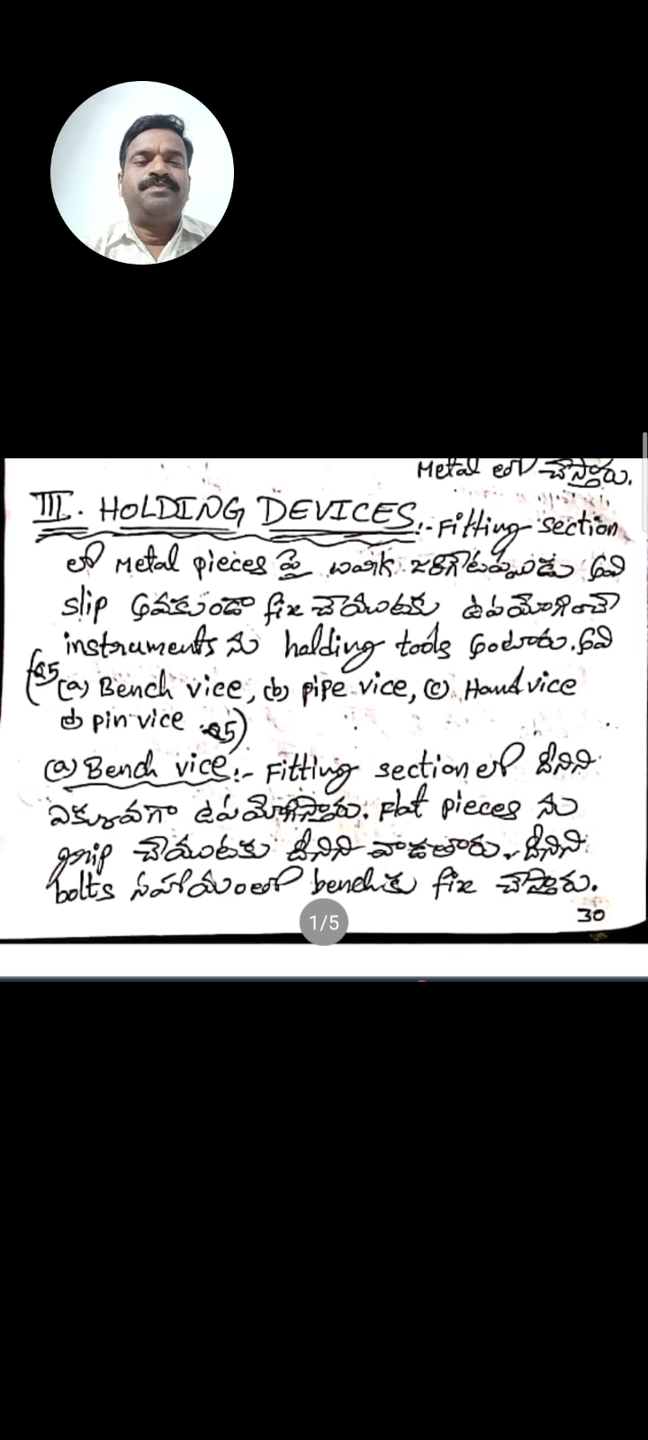 Metal లో చేస్తారు.
III. HOLDING DEVICES:- Fitting section
లో Metal pieces పై work జరిగేటప్పుడు అవి
slip అవకుండా fix చేయుటకు ఉపయోగించే
instruments ను holding tools అంటారు. అవి
(a) Bench vice, (b) pipe vice, (c) Hand vice
(d) pin vice
(a) Bench vice:- Fitting section లో దీనిని
ఎక్కువగా ఉపయోగిస్తారు. Flat pieces ను
grip చేయుటకు దీనిని వాడతారు. దీనిని
bolts సహాయంతో benchకు fix చేస్తారు.
30
1/5